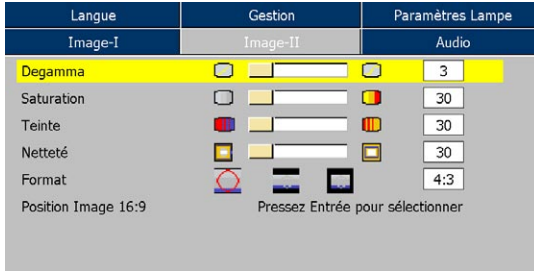 Langue Gestion Paramètres Lampe
Image-I Image-II Audio
Degamma 3
Saturation 30
Teinte 30
Netteté 30
Format 4:3
Position Image 16:9 Pressez Entrée pour sélectionner